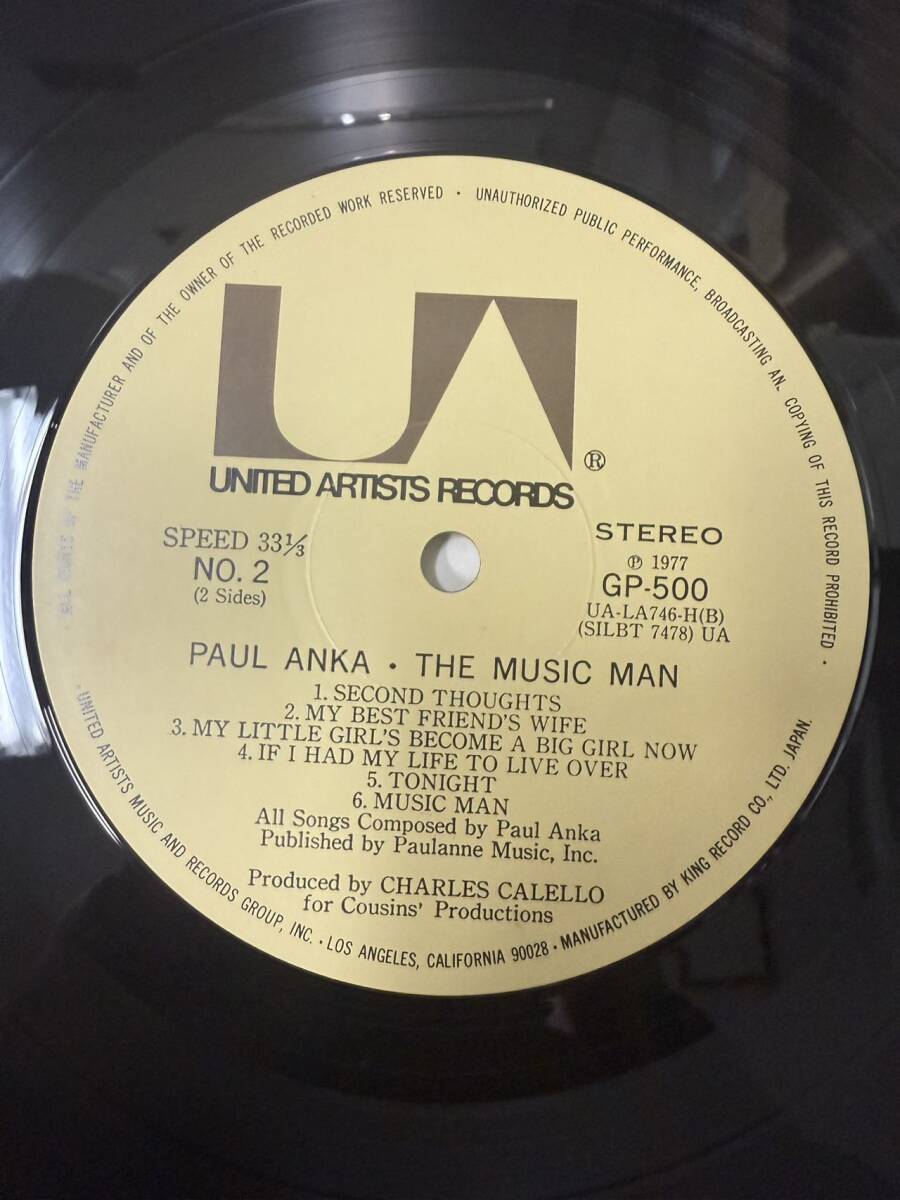 THE MANUFACTURER AND OF THE OWNER OF THE RECORDED WORK RESERVED · UNAUTHORIZED PUBLIC PERFORMANCE, BROADCASTING AN. COPYING OF THIS RECORD PROHIBITED ·
UA ®
UNITED ARTISTS RECORDS
SPEED 33⅓
NO. 2
(2 Sides)
STEREO
Ⓟ 1977
GP-500
UA-LA746-H(B)
(SILBT 7478) UA
PAUL ANKA · THE MUSIC MAN
1. SECOND THOUGHTS
2. MY BEST FRIEND'S WIFE
3. MY LITTLE GIRL'S BECOME A BIG GIRL NOW
4. IF I HAD MY LIFE TO LIVE OVER
5. TONIGHT
6. MUSIC MAN
All Songs Composed by Paul Anka
Published by Paulanne Music, Inc.
Produced by CHARLES CALELLO
for Cousins' Productions
· UNITED ARTISTS MUSIC AND RECORDS GROUP, INC. · LOS ANGELES, CALIFORNIA 90028 · MANUFACTURED BY KING RECORD CO., LTD. JAPAN.